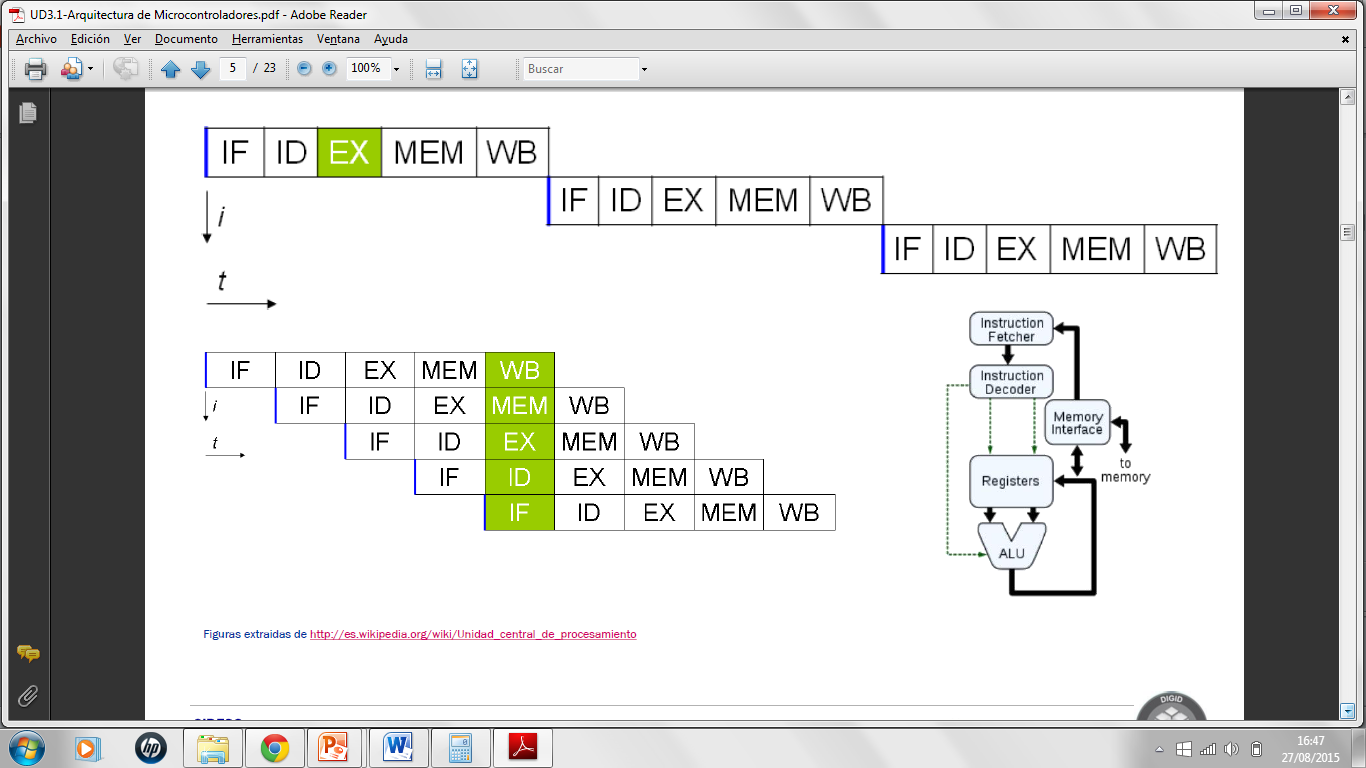 UD3.1-Arquitectura de Microcontroladores.pdf - Adobe Reader
Archivo Edición Ver Documento Herramientas Ventana Ayuda
5 / 23 100% Buscar
IF ID EX MEM WB
IF ID EX MEM WB
IF ID EX MEM WB
i
t
IF ID EX MEM WB
IF ID EX MEM WB
IF ID EX MEM WB
IF ID EX MEM WB
IF ID EX MEM WB
i
t
Instruction
Fetcher
Instruction
Decoder
Memory
Interface
to
memory
Registers
ALU
Figuras extraidas de http://es.wikipedia.org/wiki/Unidad_central_de_procesamiento
DIGID
16:47
27/08/2015